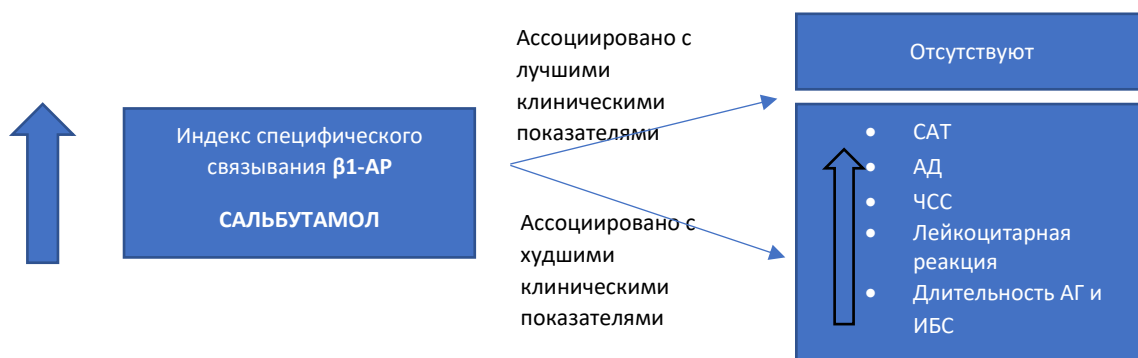 Индекс специфического
связывания β1-АР
САЛЬБУТАМОЛ
Ассоциировано с
лучшими
клиническими
показателями
Отсутствуют
Ассоциировано с
худшими
клиническими
показателями
• САТ
• АД
• ЧСС
• Лейкоцитарная
реакция
• Длительность АГ и
ИБС